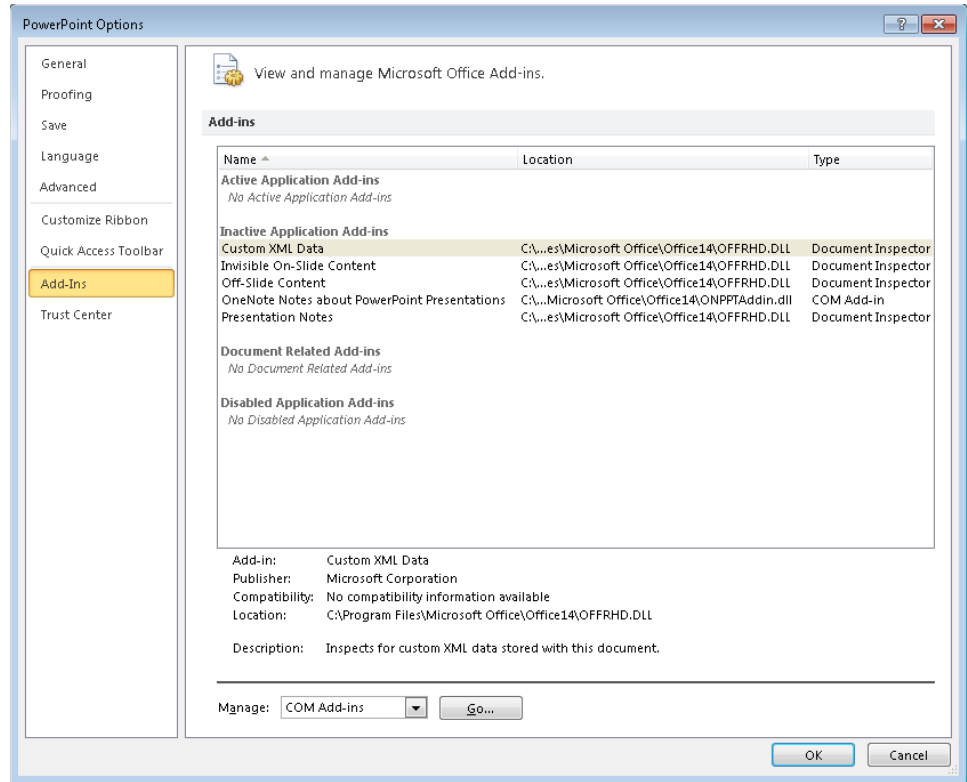 PowerPoint Options
General
Proofing
Save
Language
Advanced
Customize Ribbon
Quick Access Toolbar
Add-Ins
Trust Center
View and manage Microsoft Office Add-ins.
Add-ins
Name Location Type
Active Application Add-ins
No Active Application Add-ins
Inactive Application Add-ins
Custom XML Data C:\...es\Microsoft Office\Office14\OFFRHD.DLL Document Inspector
Invisible On-Slide Content C:\...es\Microsoft Office\Office14\OFFRHD.DLL Document Inspector
Off-Slide Content C:\...es\Microsoft Office\Office14\OFFRHD.DLL Document Inspector
OneNote Notes about PowerPoint Presentations C:\...Microsoft Office\Office14\ONPPTAddin.dll COM Add-in
Presentation Notes C:\...es\Microsoft Office\Office14\OFFRHD.DLL Document Inspector
Document Related Add-ins
No Document Related Add-ins
Disabled Application Add-ins
No Disabled Application Add-ins
Add-in: Custom XML Data
Publisher: Microsoft Corporation
Compatibility: No compatibility information available
Location: C:\Program Files\Microsoft Office\Office14\OFFRHD.DLL
Description: Inspects for custom XML data stored with this document.
Manage: COM Add-ins Go...
OK Cancel